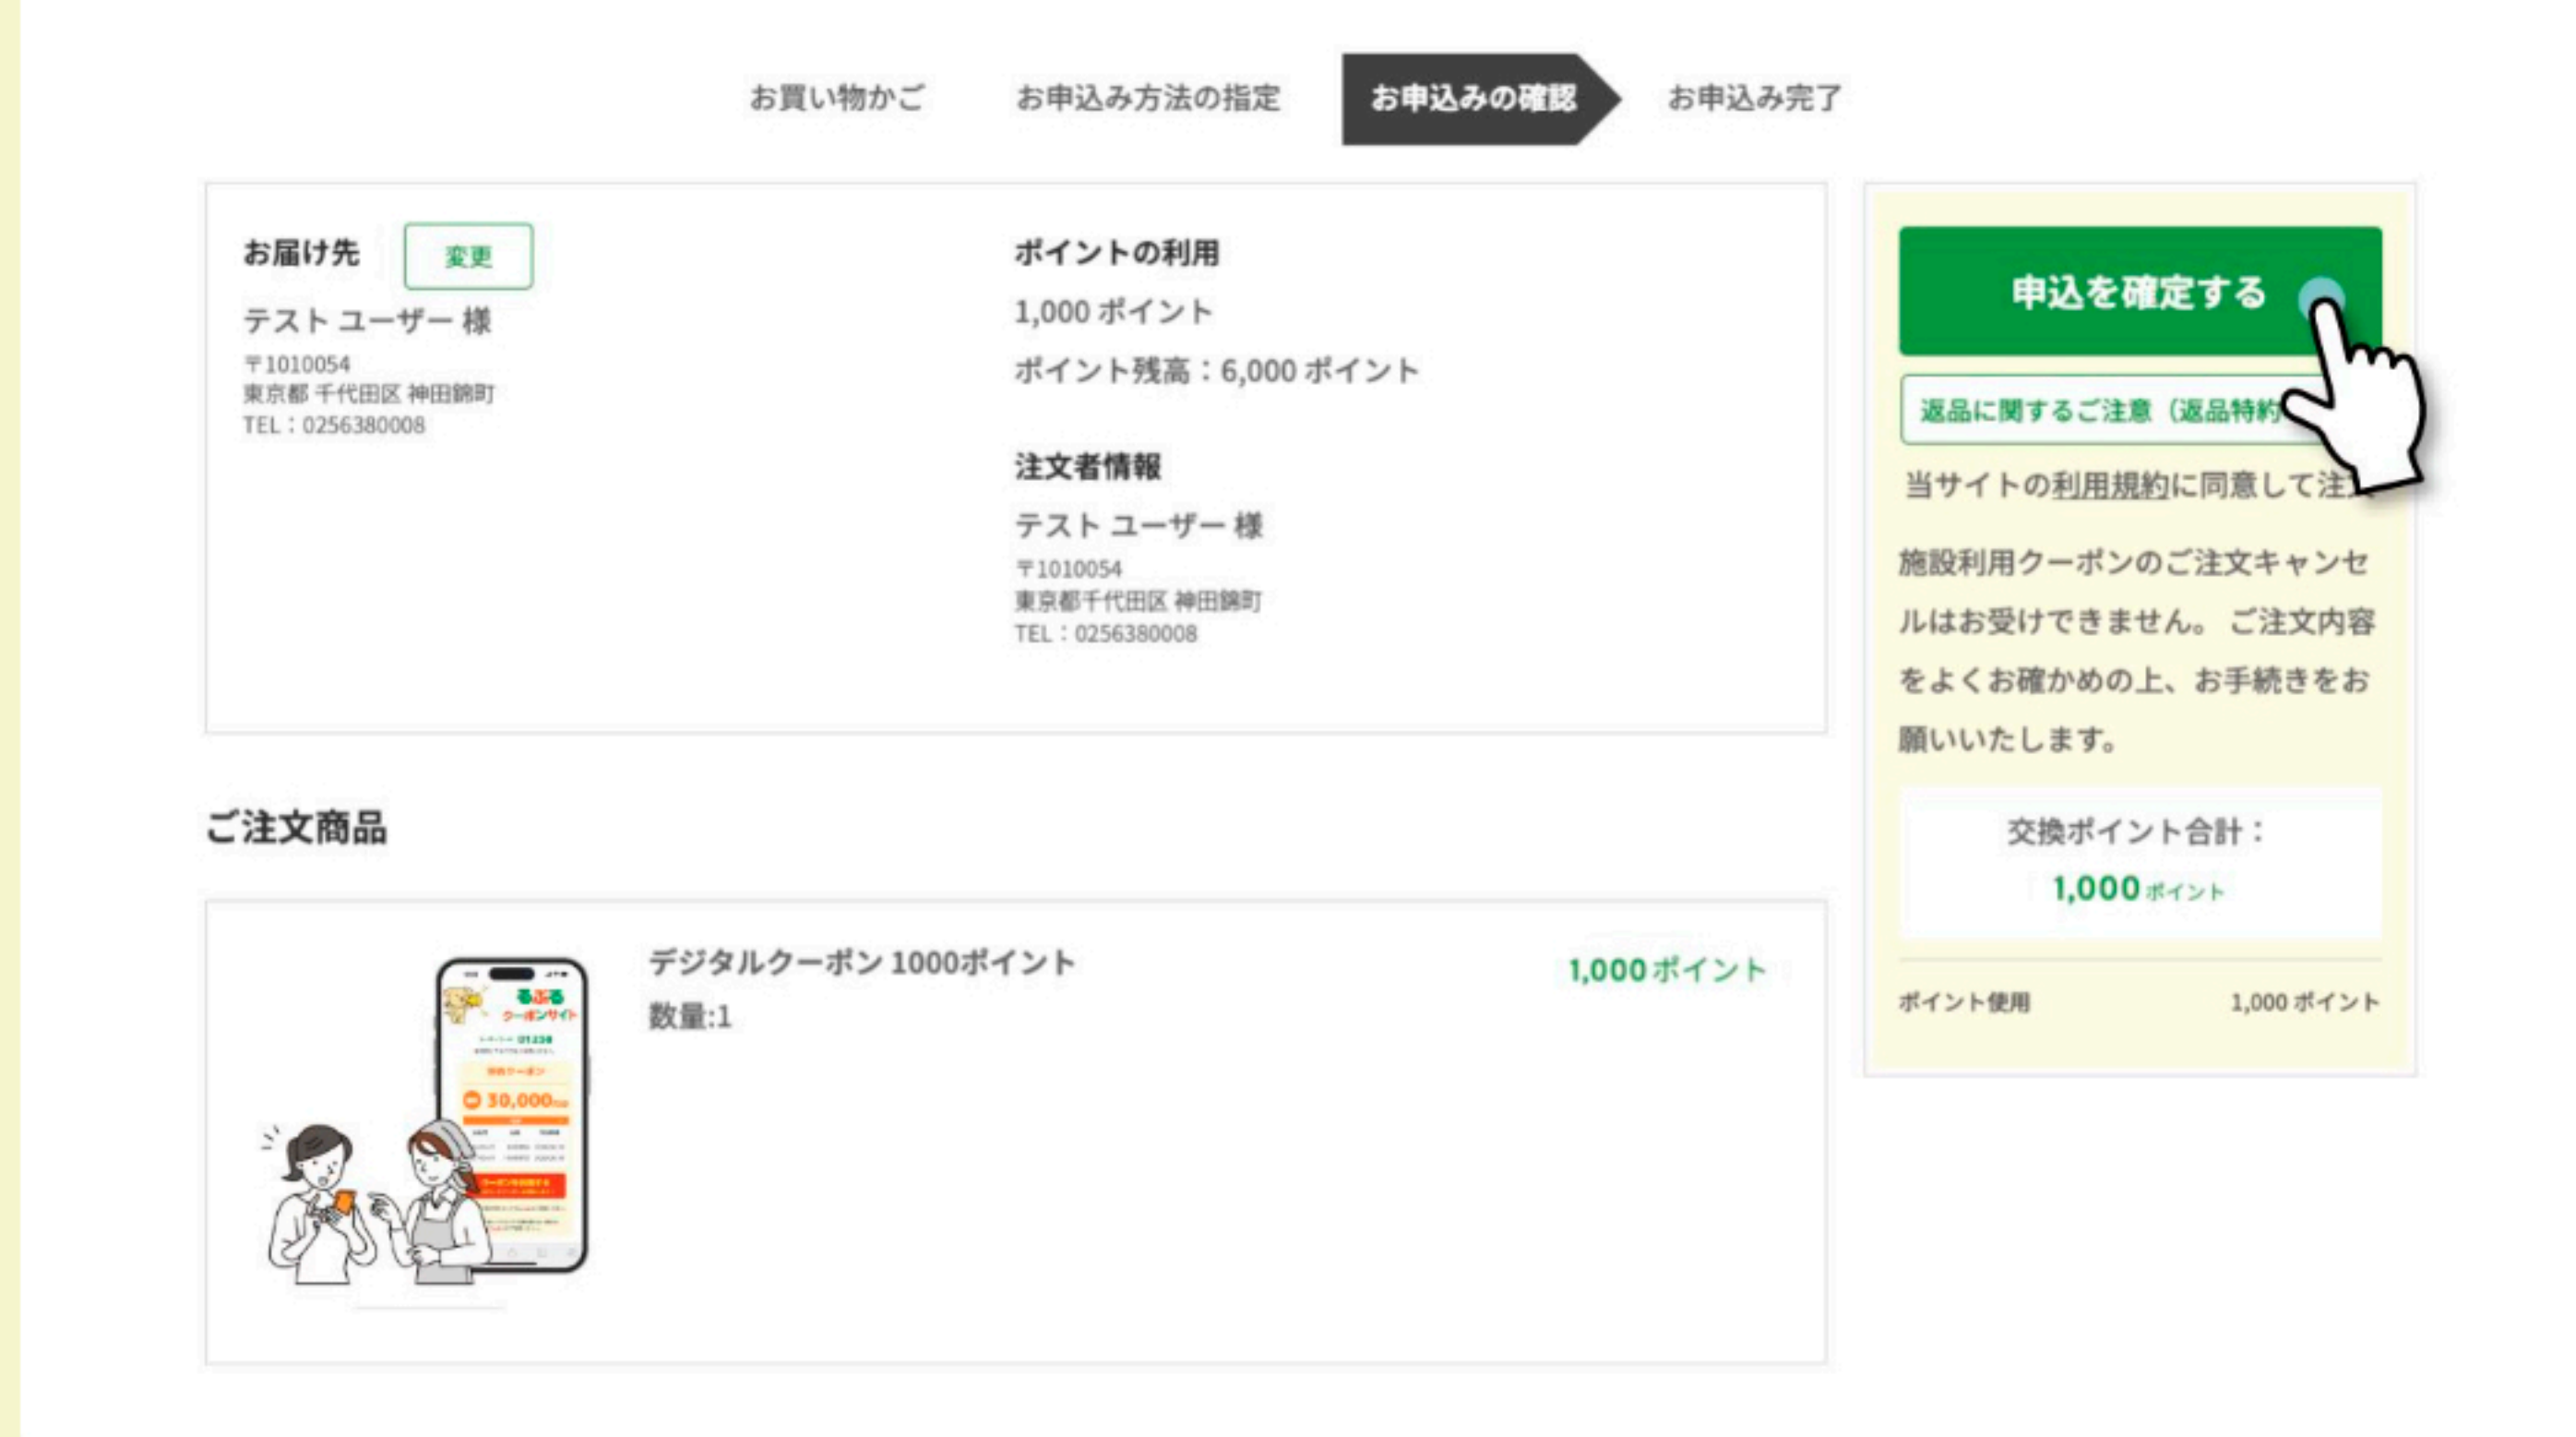 お買い物かご
お申込み方法の指定
お申込みの確認
お申込み完了
お届け先
変更
テスト ユーザー 様
〒1010054
東京都 千代田区 神田錦町
TEL：0256380008
ポイントの利用
1,000 ポイント
ポイント残高：6,000 ポイント
注文者情報
テスト ユーザー 様
〒1010054
東京都千代田区 神田錦町
TEL：0256380008
申込を確定する
返品に関するご注意（返品特約
当サイトの利用規約に同意して注文
施設利用クーポンのご注文キャンセ
ルはお受けできません。 ご注文内容
をよくお確かめの上、お手続きをお
願いいたします。
交換ポイント合計：
1,000 ポイント
ポイント使用
1,000 ポイント
ご注文商品
るぷる
クーポンサイト
30,000
デジタルクーポン 1000ポイント
数量:1
1,000 ポイント